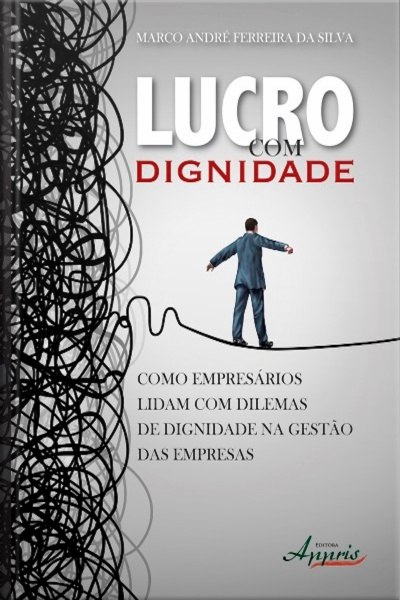 MARCO ANDRÉ FERREIRA DA SILVA
LUCRO
COM
DIGNIDADE
COMO EMPRESÁRIOS
LIDAM COM DILEMAS
DE DIGNIDADE NA GESTÃO
DAS EMPRESAS
EDITORA
Appris